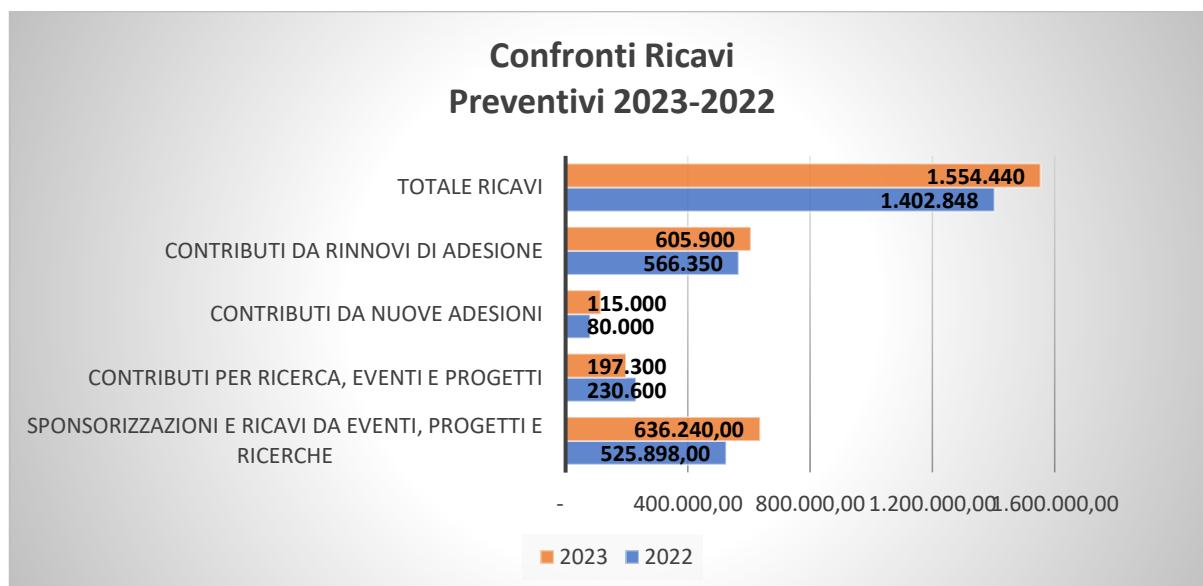 Confronti Ricavi
Preventivi 2023-2022
TOTALE RICAVI
1.554.440
1.402.848
CONTRIBUTI DA RINNOVI DI ADESIONE
605.900
566.350
CONTRIBUTI DA NUOVE ADESIONI
115.000
80.000
CONTRIBUTI PER RICERCA, EVENTI E PROGETTI
197.300
230.600
SPONSORIZZAZIONI E RICAVI DA EVENTI, PROGETTI E
RICERCHE
636.240,00
525.898,00
- 400.000,00 800.000,00 1.200.000,00 1.600.000,00
2023 2022